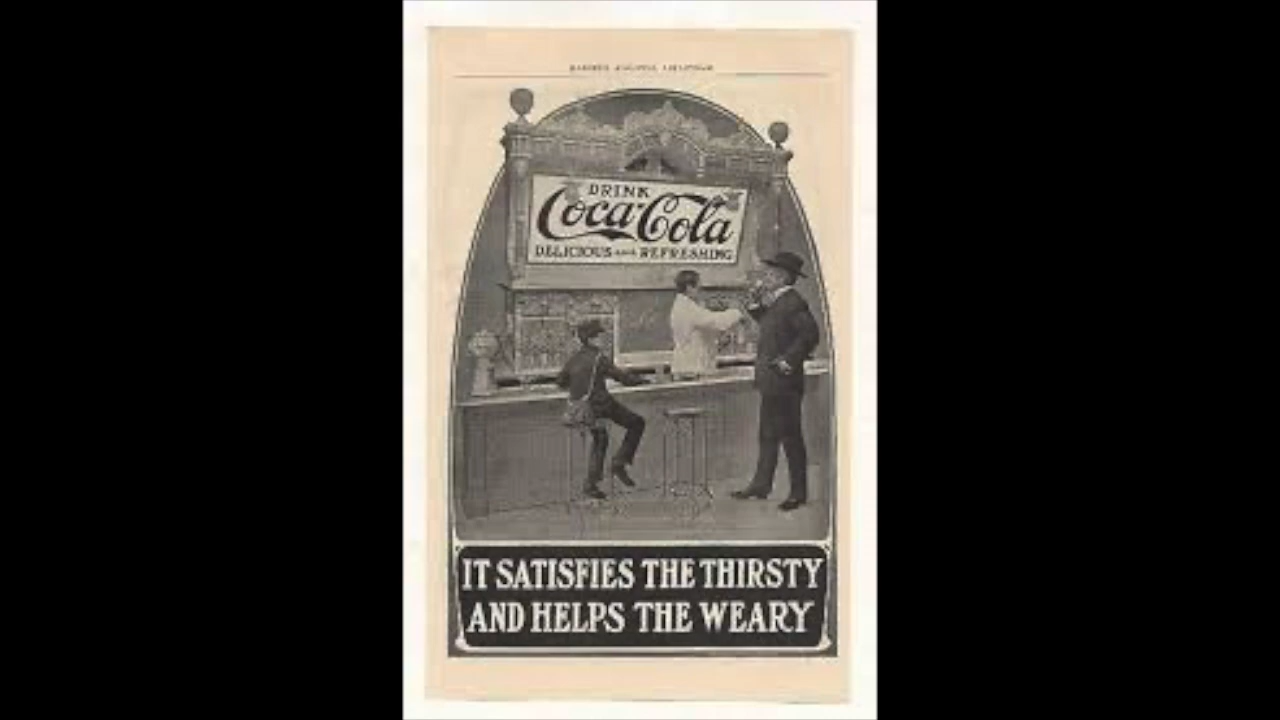 DRINK
Coca-Cola
DELICIOUS AND REFRESHING
IT SATISFIES THE THIRSTY
AND HELPS THE WEARY